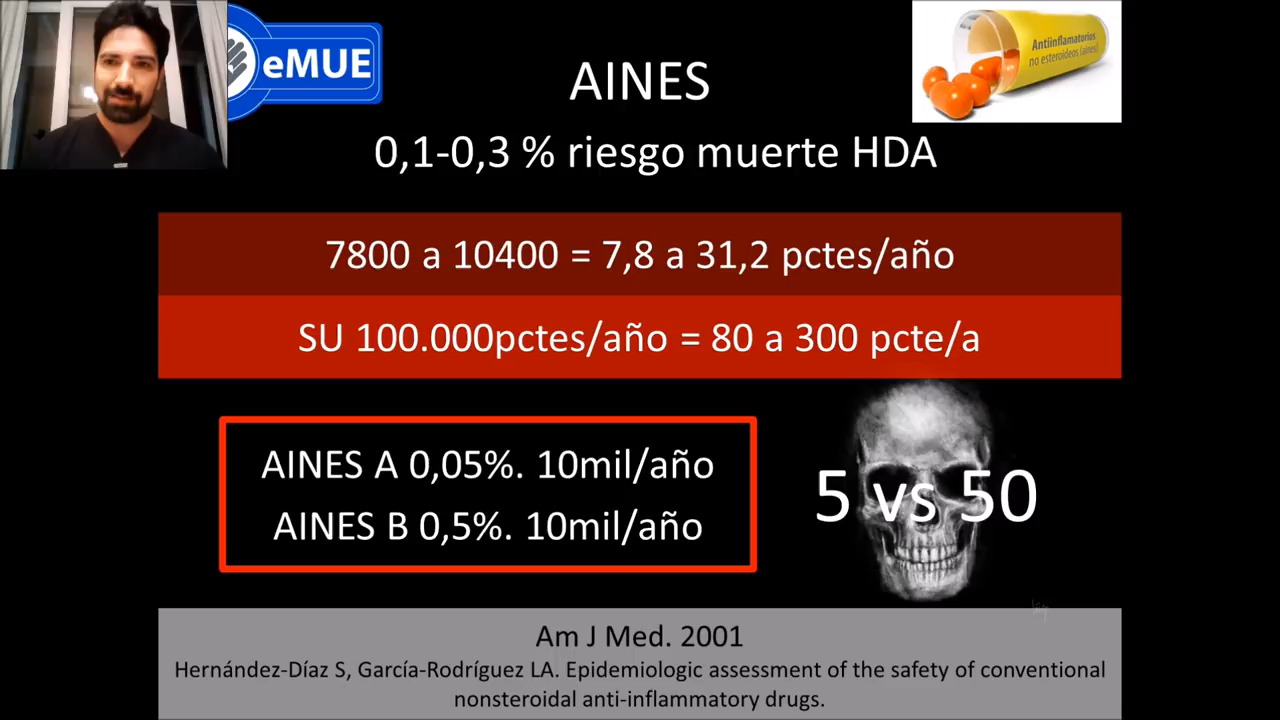 eMUE
AINES
Antiinflamatorios
no esteroideos (aines)
0,1-0,3 % riesgo muerte HDA
7800 a 10400 = 7,8 a 31,2 pctes/año
SU 100.000pctes/año = 80 a 300 pcte/a
AINES A 0,05%. 10mil/año
AINES B 0,5%. 10mil/año
5 vs 50
Am J Med. 2001
Hernández-Díaz S, García-Rodríguez LA. Epidemiologic assessment of the safety of conventional
nonsteroidal anti-inflammatory drugs.